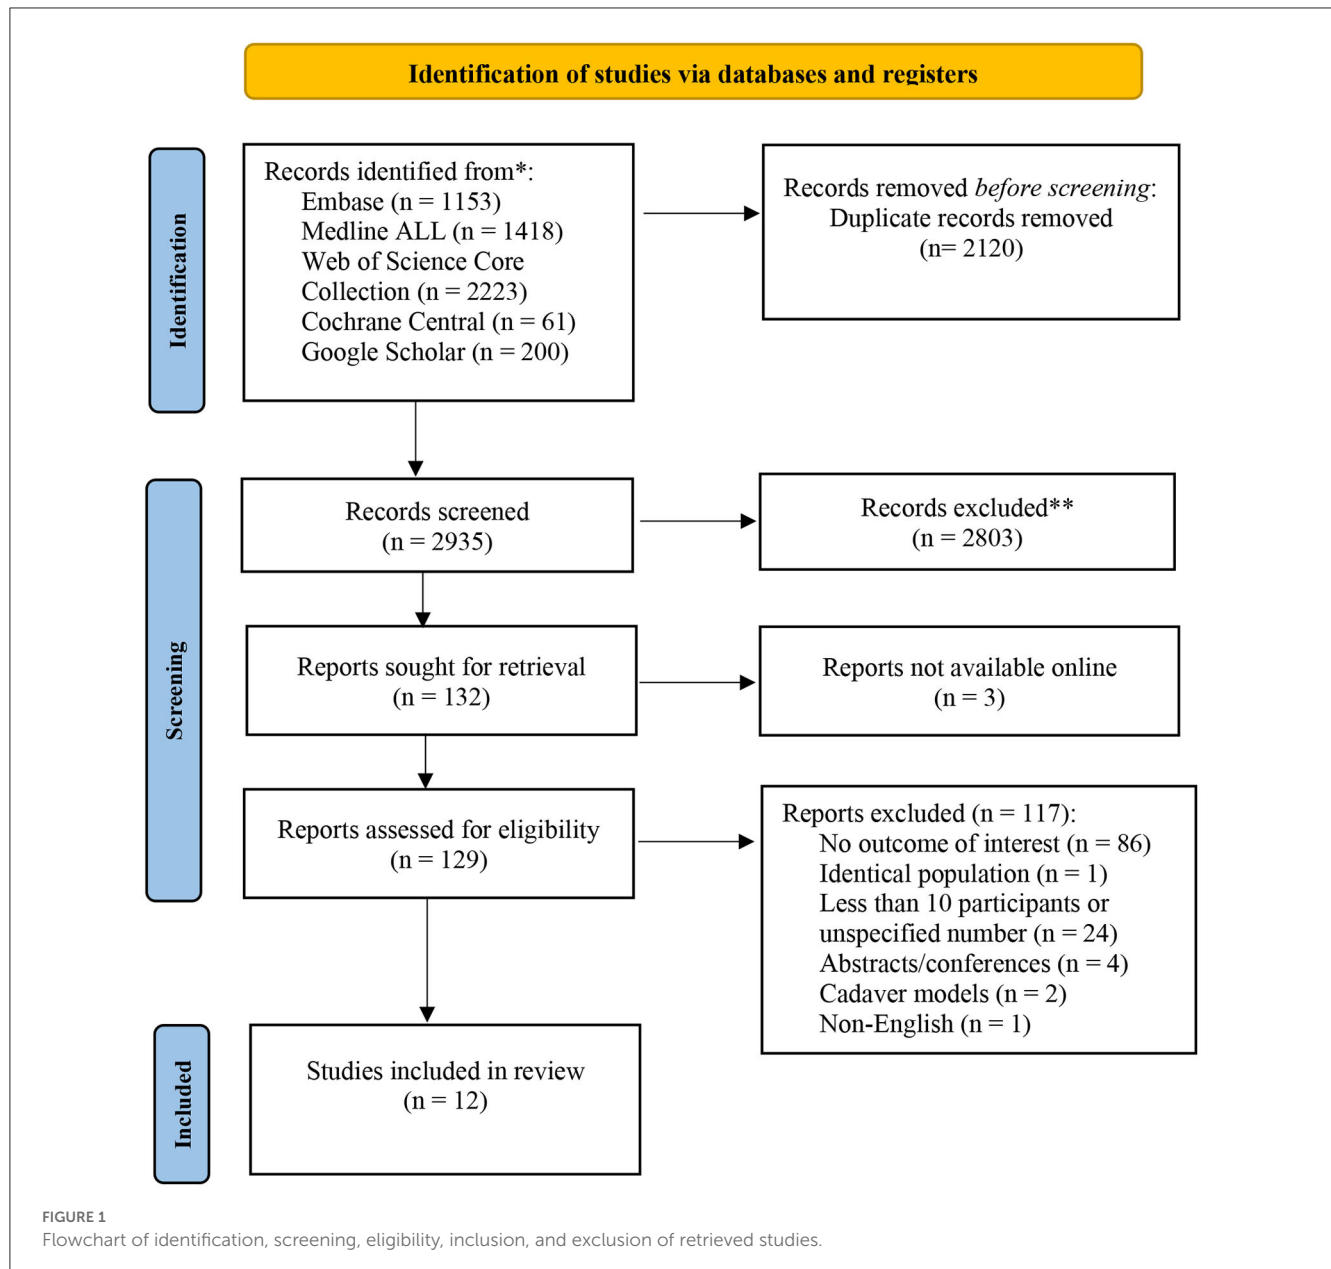 Identification of studies via databases and registers
Identification
Records identified from*:
Embase (n = 1153)
Medline ALL (n = 1418)
Web of Science Core
Collection (n = 2223)
Cochrane Central (n = 61)
Google Scholar (n = 200)
Records removed before screening:
Duplicate records removed
(n= 2120)
Screening
Records screened
(n = 2935)
Records excluded**
(n = 2803)
Reports sought for retrieval
(n = 132)
Reports not available online
(n = 3)
Reports assessed for eligibility
(n = 129)
Reports excluded (n = 117):
No outcome of interest (n = 86)
Identical population (n = 1)
Less than 10 participants or
unspecified number (n = 24)
Abstracts/conferences (n = 4)
Cadaver models (n = 2)
Non-English (n = 1)
Included
Studies included in review
(n = 12)
FIGURE 1
Flowchart of identification, screening, eligibility, inclusion, and exclusion of retrieved studies.